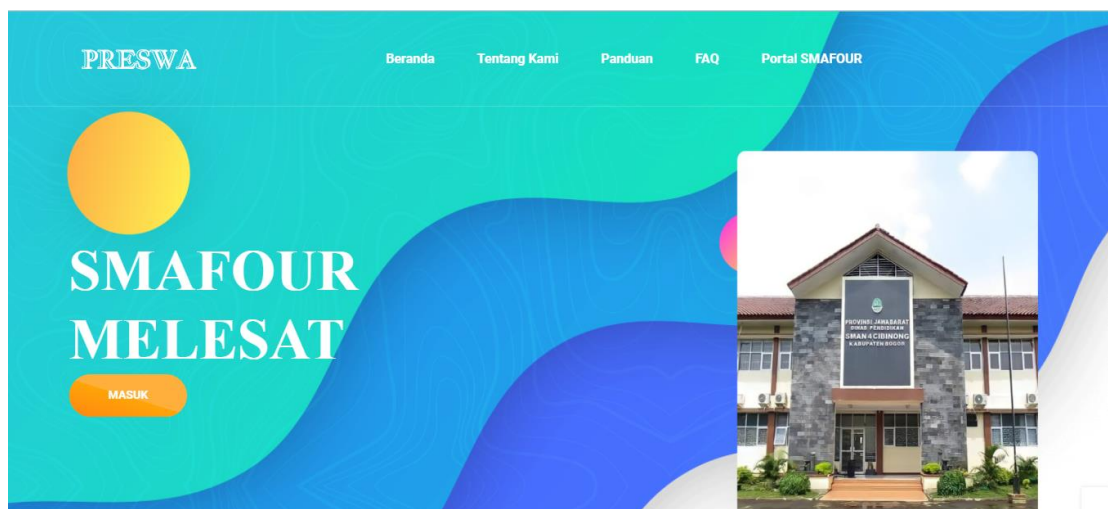 PRESWA
Beranda Tentang Kami Panduan FAQ Portal SMAFOUR
SMAFOUR
MELESAT
MASUK
PROVINSI JAWA BARAT
DINAS PENDIDIKAN
SMAN 4 CIBINONG
KABUPATEN BOGOR